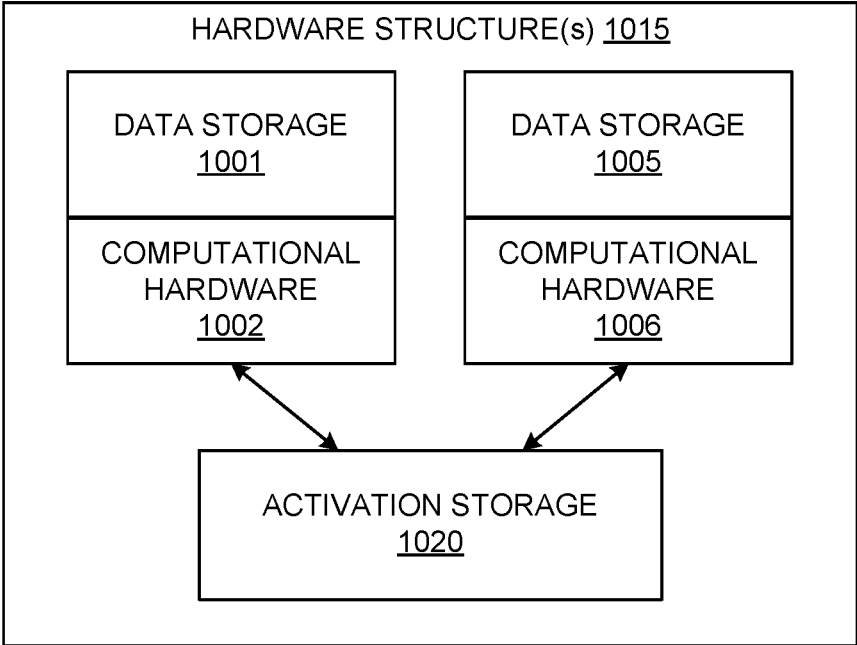 HARDWARE STRUCTURE(s) 1015
DATA STORAGE
1001
COMPUTATIONAL
HARDWARE
1002
DATA STORAGE
1005
COMPUTATIONAL
HARDWARE
1006
ACTIVATION STORAGE
1020